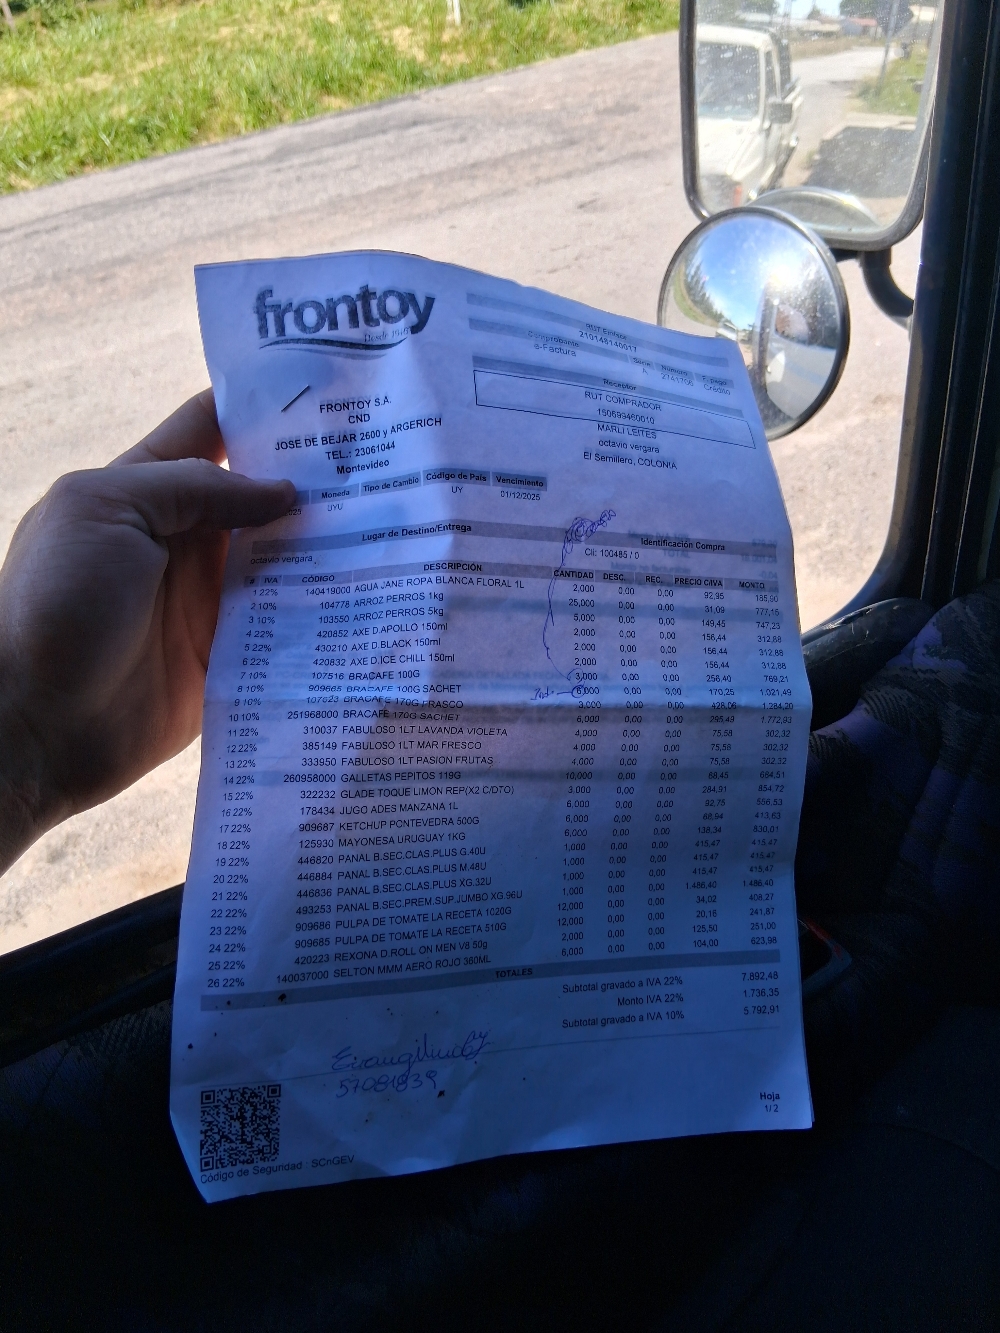 frontoy
Desde 1946
RUT Emisor
210148140017
Comprobante Serie Número F. pago
e-Factura A 2741706 Crédito
Receptor
RUT COMPRADOR
150699460010
MARLI LEITES
octavio vergara
El Semillero, COLONIA
FRONTOY S.A.
CND
JOSE DE BEJAR 2600 y ARGERICH
TEL.: 23061044
Montevideo
Moneda Tipo de Cambio Código de País Vencimiento
UYU UY 01/12/2025
Lugar de Destino/Entrega Identificación Compra
octavio vergara Cli: 100485 / 0
# IVA CÓDIGO DESCRIPCIÓN CANTIDAD DESC. REC. PRECIO C/IVA MONTO
1 22% 140419000 AGUA JANE ROPA BLANCA FLORAL 1L 2,000 0,00 0,00 92,95 185,90
2 10% 104778 ARROZ PERROS 1kg 25,000 0,00 0,00 31,09 777,15
3 10% 103550 ARROZ PERROS 5kg 5,000 0,00 0,00 149,45 747,23
4 22% 420852 AXE D.APOLLO 150ml 2,000 0,00 0,00 156,44 312,88
5 22% 430210 AXE D.BLACK 150ml 2,000 0,00 0,00 156,44 312,88
6 22% 420832 AXE D.ICE CHILL 150ml 2,000 0,00 0,00 156,44 312,88
7 10% 107516 BRACAFE 100G 3,000 0,00 0,00 256,40 769,21
8 10% 909665 BRACAFE 100G SACHET 6,000 0,00 0,00 170,25 1.021,49
9 10% 107623 BRACAFE 170G FRASCO 3,000 0,00 0,00 428,06 1.284,20
10 10% 251968000 BRACAFE 170G SACHET 6,000 0,00 0,00 295,49 1.772,93
11 22% 310037 FABULOSO 1LT LAVANDA VIOLETA 4,000 0,00 0,00 75,58 302,32
12 22% 385149 FABULOSO 1LT MAR FRESCO 4,000 0,00 0,00 75,58 302,32
13 22% 333950 FABULOSO 1LT PASION FRUTAS 4,000 0,00 0,00 75,58 302,32
14 22% 260958000 GALLETAS PEPITOS 119G 10,000 0,00 0,00 68,45 684,51
15 22% 322232 GLADE TOQUE LIMON REP(X2 C/DTO) 3,000 0,00 0,00 284,91 854,72
16 22% 178434 JUGO ADES MANZANA 1L 6,000 0,00 0,00 92,75 556,53
17 22% 909687 KETCHUP PONTEVEDRA 500G 6,000 0,00 0,00 68,94 413,63
18 22% 125930 MAYONESA URUGUAY 1KG 6,000 0,00 0,00 138,34 830,01
19 22% 446820 PANAL B.SEC.CLAS.PLUS G.40U 1,000 0,00 0,00 415,47 415,47
20 22% 446884 PANAL B.SEC.CLAS.PLUS M.48U 1,000 0,00 0,00 415,47 415,47
21 22% 446836 PANAL B.SEC.CLAS.PLUS XG.32U 1,000 0,00 0,00 415,47 415,47
22 22% 493253 PANAL B.SEC.PREM.SUP.JUMBO XG.96U 1,000 0,00 0,00 1.486,40 1.486,40
23 22% 909686 PULPA DE TOMATE LA RECETA 1020G 12,000 0,00 0,00 34,02 408,27
24 22% 909685 PULPA DE TOMATE LA RECETA 510G 12,000 0,00 0,00 20,16 241,87
25 22% 420223 REXONA D.ROLL ON MEN V8 50g 2,000 0,00 0,00 125,50 251,00
26 22% 140037000 SELTON MMM AERO ROJO 360ML 6,000 0,00 0,00 104,00 623,98
TOTALES
Subtotal gravado a IVA 22% 7.892,48
Monto IVA 22% 1.736,35
Subtotal gravado a IVA 10% 5.792,91
57081839
Hoja
1/2
Código de Seguridad : SCnGEV